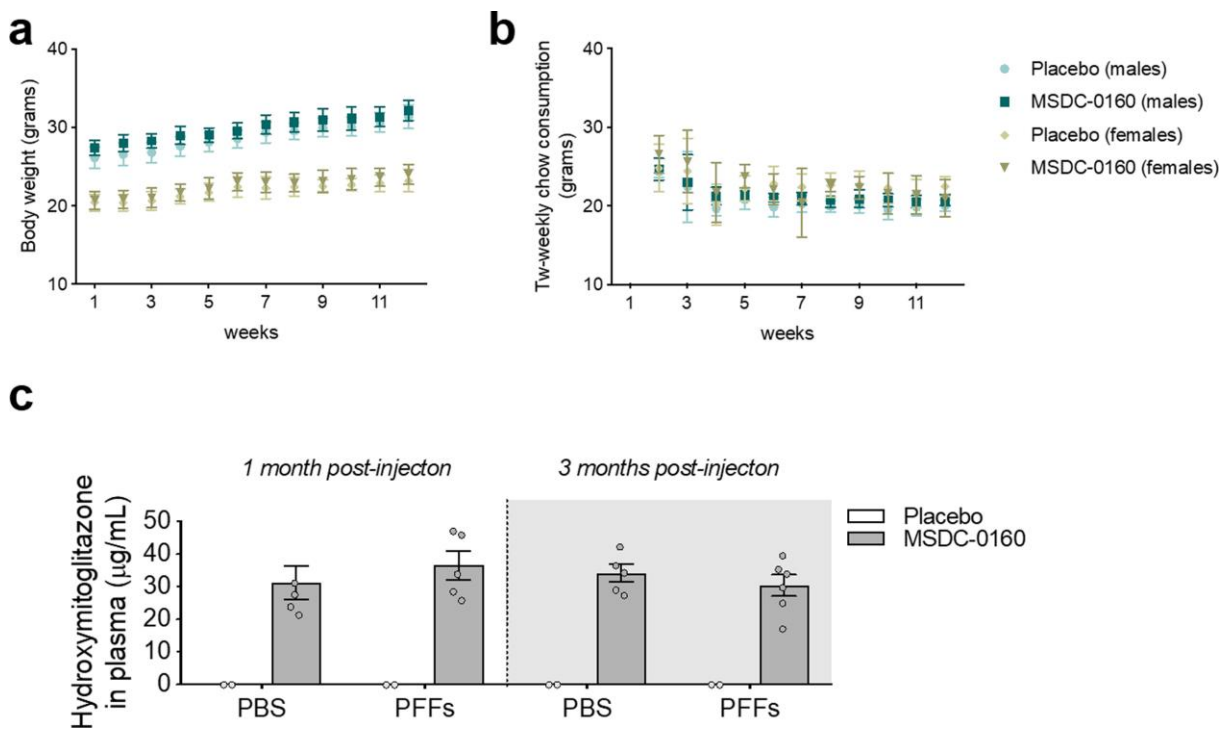 a
40
30
20
10
Body weight (grams)
1 3 5 7 9 11
weeks
b
40
30
20
10
Tw-weekly chow consumption
(grams)
1 3 5 7 9 11
weeks
Placebo (males)
MSDC-0160 (males)
Placebo (females)
MSDC-0160 (females)
c
1 month post-injecton
3 months post-injecton
Hydroxymitoglitazone
in plasma (µg/mL)
50
40
30
20
10
0
PBS PFFs PBS PFFs
Placebo
MSDC-0160